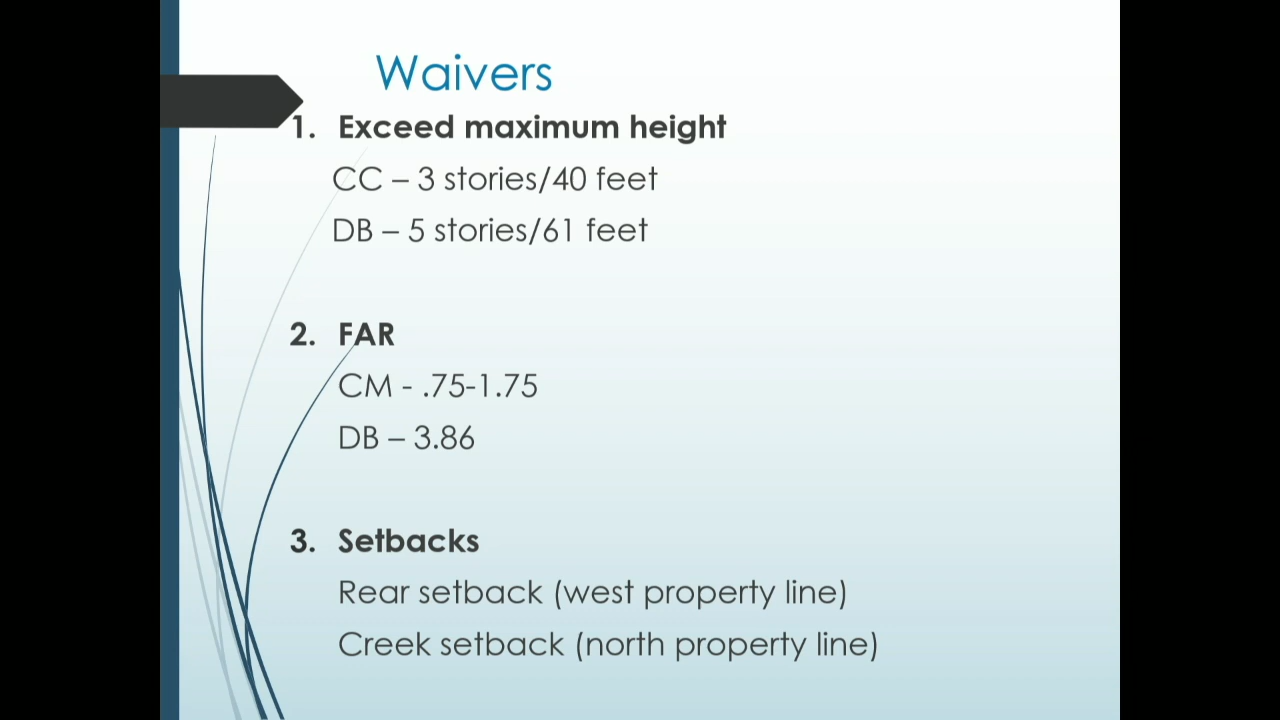 Waivers
1. Exceed maximum height
CC – 3 stories/40 feet
DB – 5 stories/61 feet
2. FAR
CM - .75-1.75
DB – 3.86
3. Setbacks
Rear setback (west property line)
Creek setback (north property line)